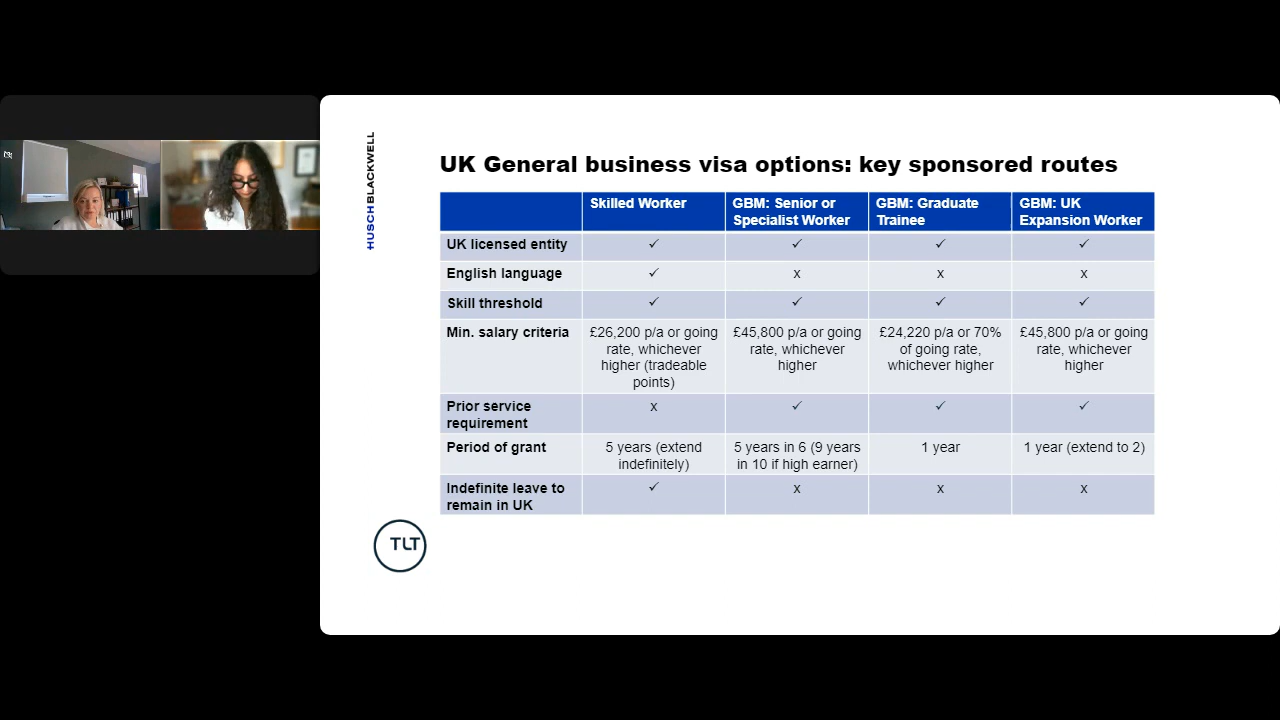 HUSCH BLACKWELL
UK General business visa options: key sponsored routes
Skilled Worker
GBM: Senior or
Specialist Worker
GBM: Graduate
Trainee
GBM: UK
Expansion Worker
UK licensed entity
✓
✓
✓
✓
English language
✓
x
x
x
Skill threshold
✓
✓
✓
✓
Min. salary criteria
£26,200 p/a or going
rate, whichever
higher (tradeable
points)
£45,800 p/a or going
rate, whichever
higher
£24,220 p/a or 70%
of going rate,
whichever higher
£45,800 p/a or going
rate, whichever
higher
Prior service
requirement
x
✓
✓
✓
Period of grant
5 years (extend
indefinitely)
5 years in 6 (9 years
in 10 if high earner)
1 year
1 year (extend to 2)
Indefinite leave to
remain in UK
✓
x
x
x
TLT